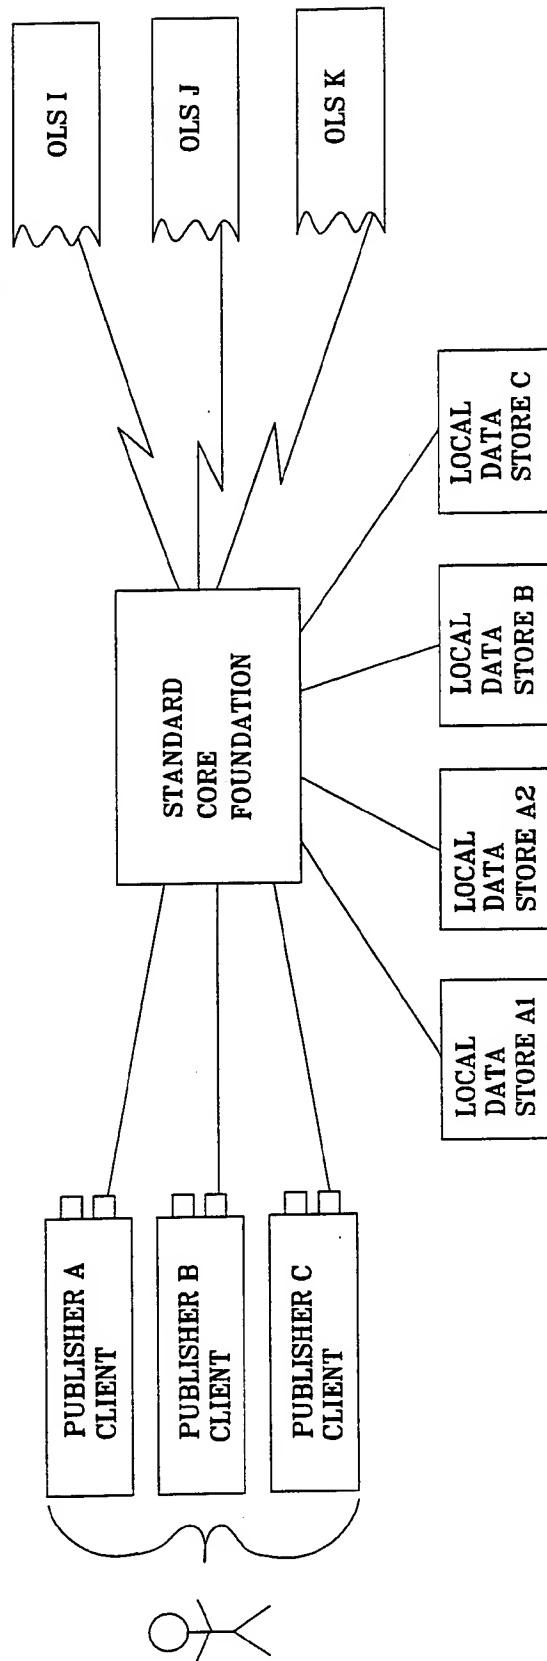 PUBLISHER A
CLIENT
PUBLISHER B
CLIENT
PUBLISHER C
CLIENT
STANDARD
CORE
FOUNDATION
OLS I
OLS J
OLS K
LOCAL
DATA
STORE A1
LOCAL
DATA
STORE A2
LOCAL
DATA
STORE B
LOCAL
DATA
STORE C